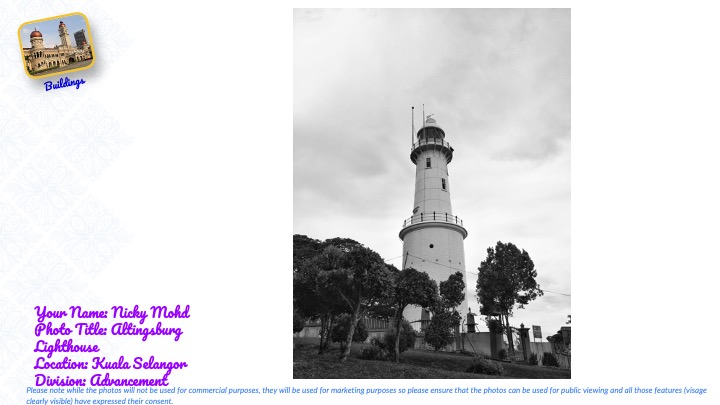 Buildings
Your Name: Nicky Mohd
Photo Title: Altingsburg
Lighthouse
Location: Kuala Selangor
Division: Advancement
Please note while the photos will not be used for commercial purposes, they will be used for marketing purposes so please ensure that the photos can be used for public viewing and all those features (visage
clearly visible) have expressed their consent.